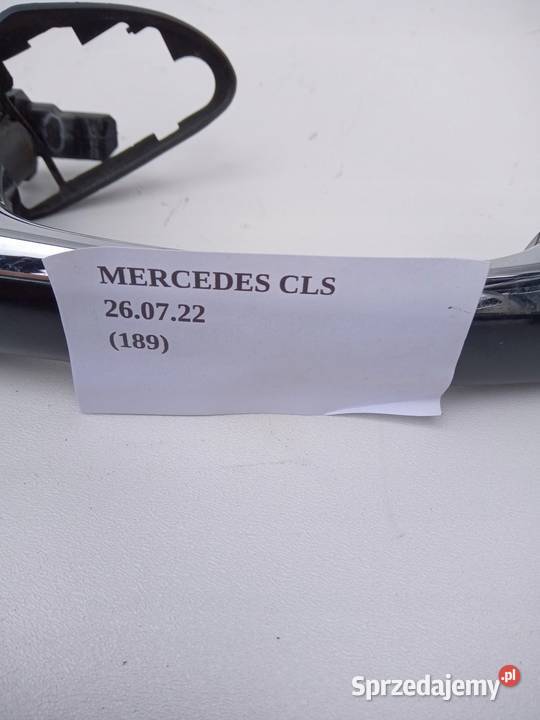 MERCEDES CLS
26.07.22
(189)
Sprzedajemy.pl